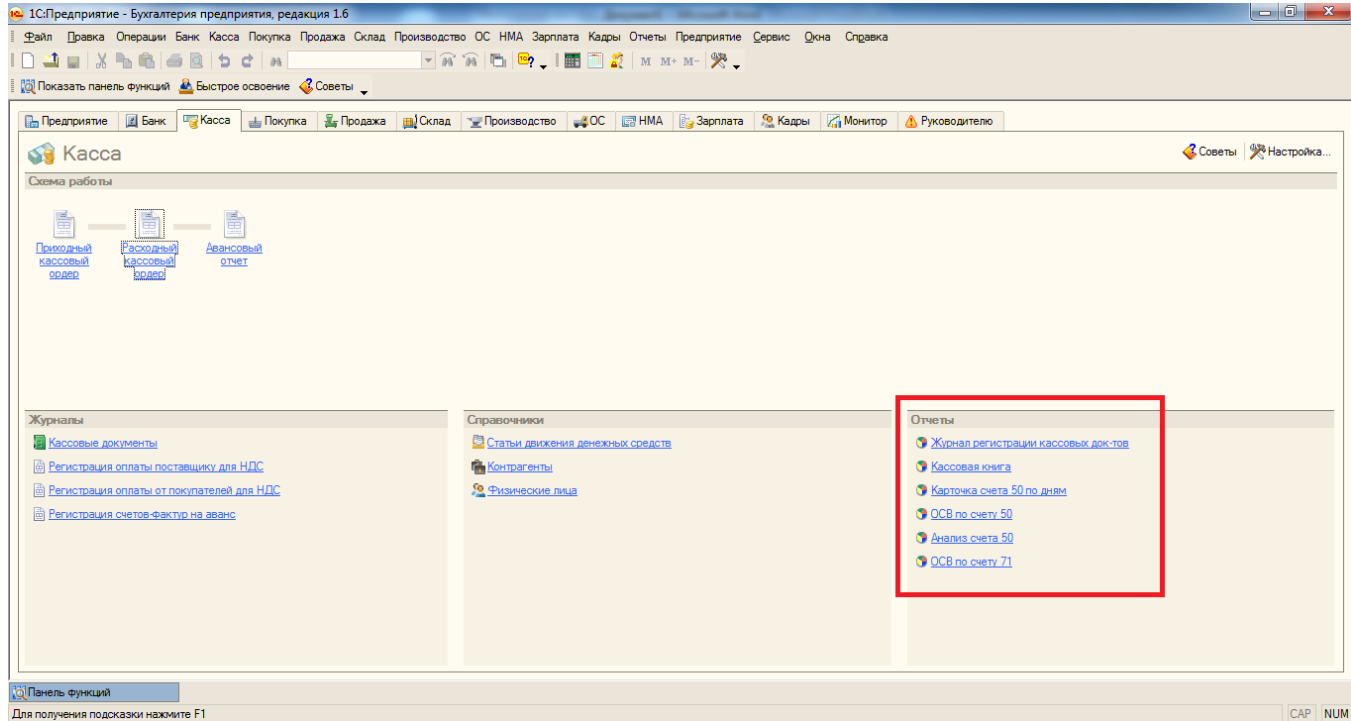 1С:Предприятие - Бухгалтерия предприятия, редакция 1.6
Файл Правка Операции Банк Касса Покупка Продажа Склад Производство ОС НМА Зарплата Кадры Отчеты Предприятие Сервис Окна Справка
M M+ M-
Показать панель функций Быстрое освоение Советы
Предприятие Банк Касса Покупка Продажа Склад Производство ОС НМА Зарплата Кадры Монитор Руководителю
Касса Советы Настройка...
Схема работы
Приходный кассовый ордер
Расходный кассовый ордер
Авансовый отчет
Журналы
Кассовые документы
Регистрация оплаты поставщику для НДС
Регистрация оплаты от покупателей для НДС
Регистрация счетов-фактур на аванс
Справочники
Статьи движения денежных средств
Контрагенты
Физические лица
Отчеты
Журнал регистрации кассовых док-тов
Кассовая книга
Карточка счета 50 по дням
ОСВ по счету 50
Анализ счета 50
ОСВ по счету 71
Панель функций
Для получения подсказки нажмите F1 CAP NUM